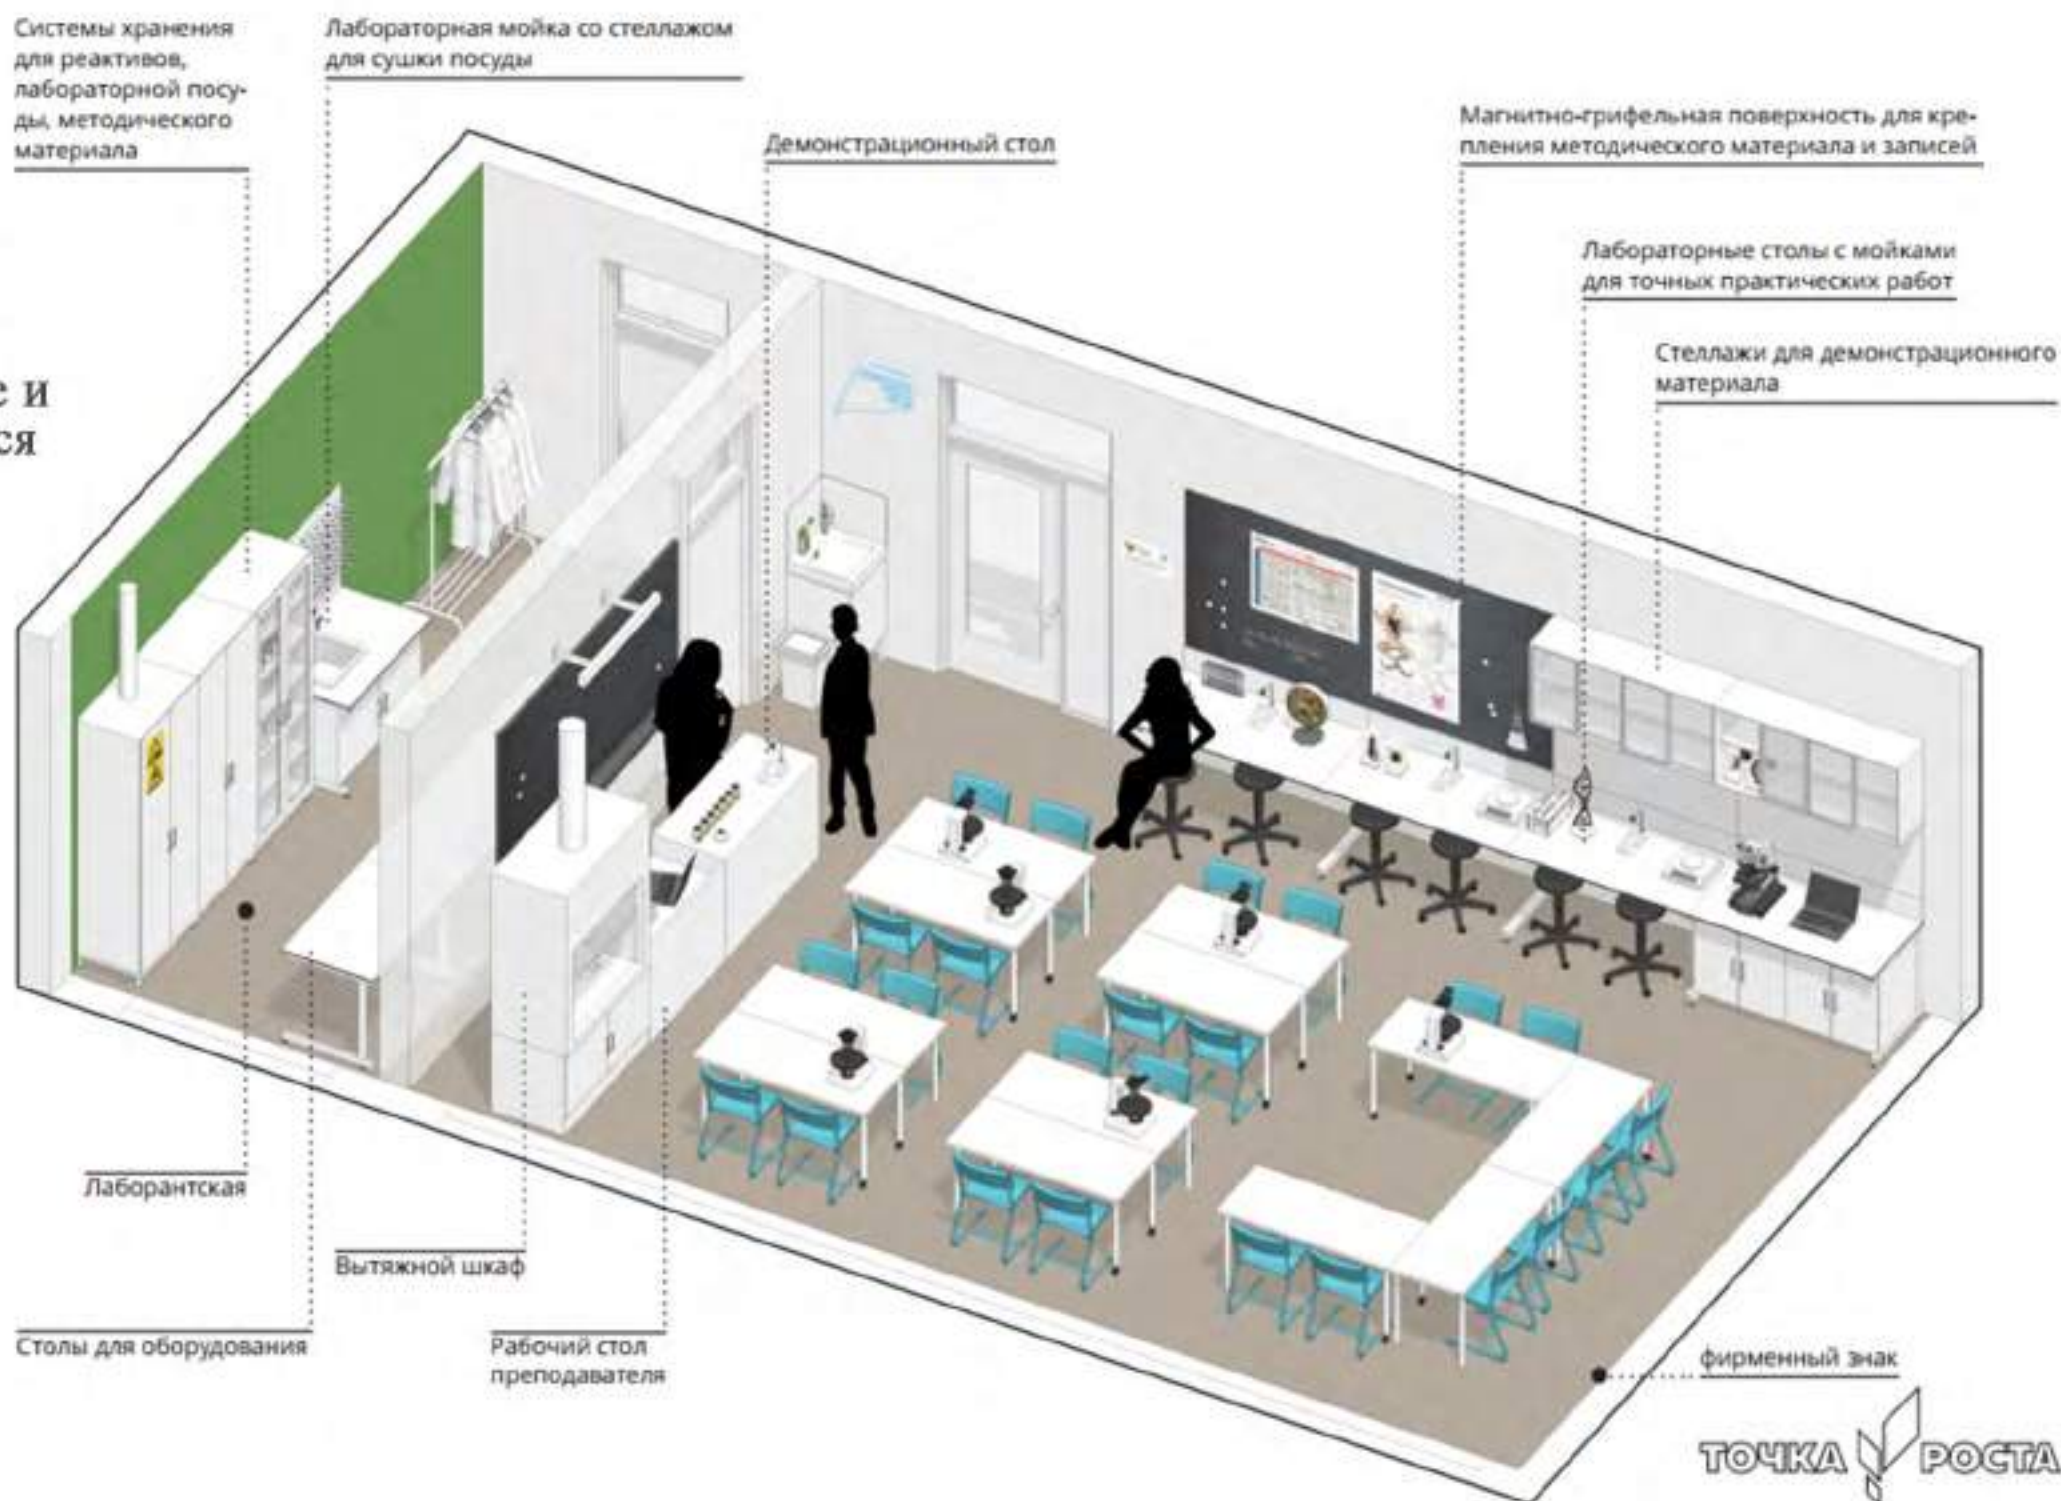 Системы хранения
для реактивов,
лабораторной посу-
ды, методического
материала
Лабораторная мойка со стеллажом
для сушки посуды
Демонстрационный стол
Магнитно-грифельная поверхность для кре-
пления методического материала и записей
Лабораторные столы с мойками
для точных практических работ
Стеллажи для демонстрационного
материала
и
ся
Лаборантская
Вытяжной шкаф
Столы для оборудования
Рабочий стол
преподавателя
фирменный знак
ТОЧКА РОСТА